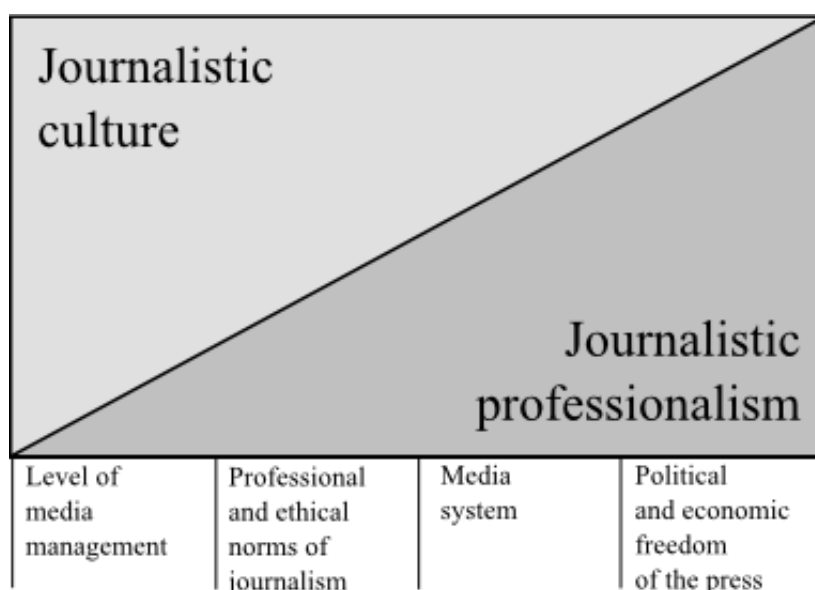 Journalistic
culture
Journalistic
professionalism
Level of
media
management
Professional
and ethical
norms of
journalism
Media
system
Political
and economic
freedom
of the press